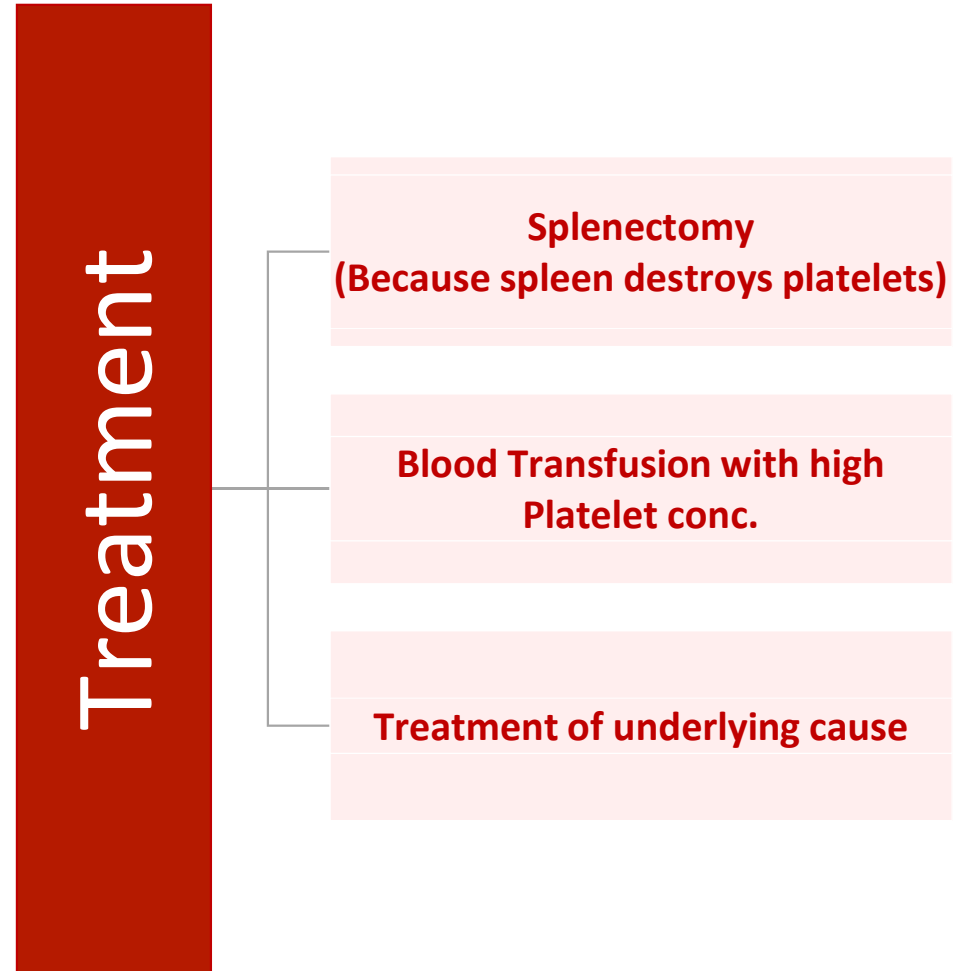 Treatment
Splenectomy
(Because spleen destroys platelets)
Blood Transfusion with high
Platelet conc.
Treatment of underlying cause